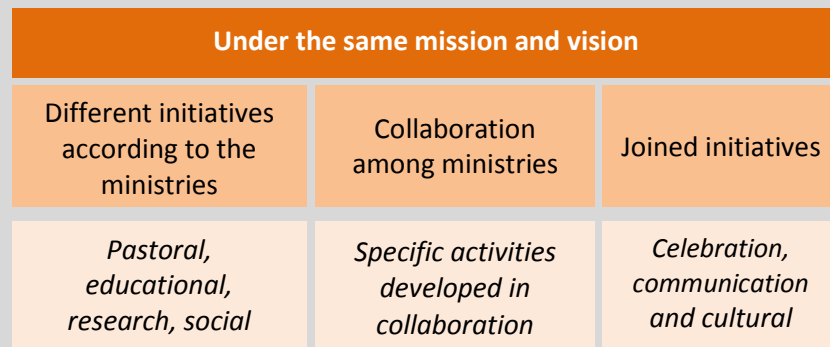 Under the same mission and vision
Different initiatives
according to the
ministries
Collaboration
among ministries
Joined initiatives
Pastoral,
educational,
research, social
Specific activities
developed in
collaboration
Celebration,
communication
and cultural